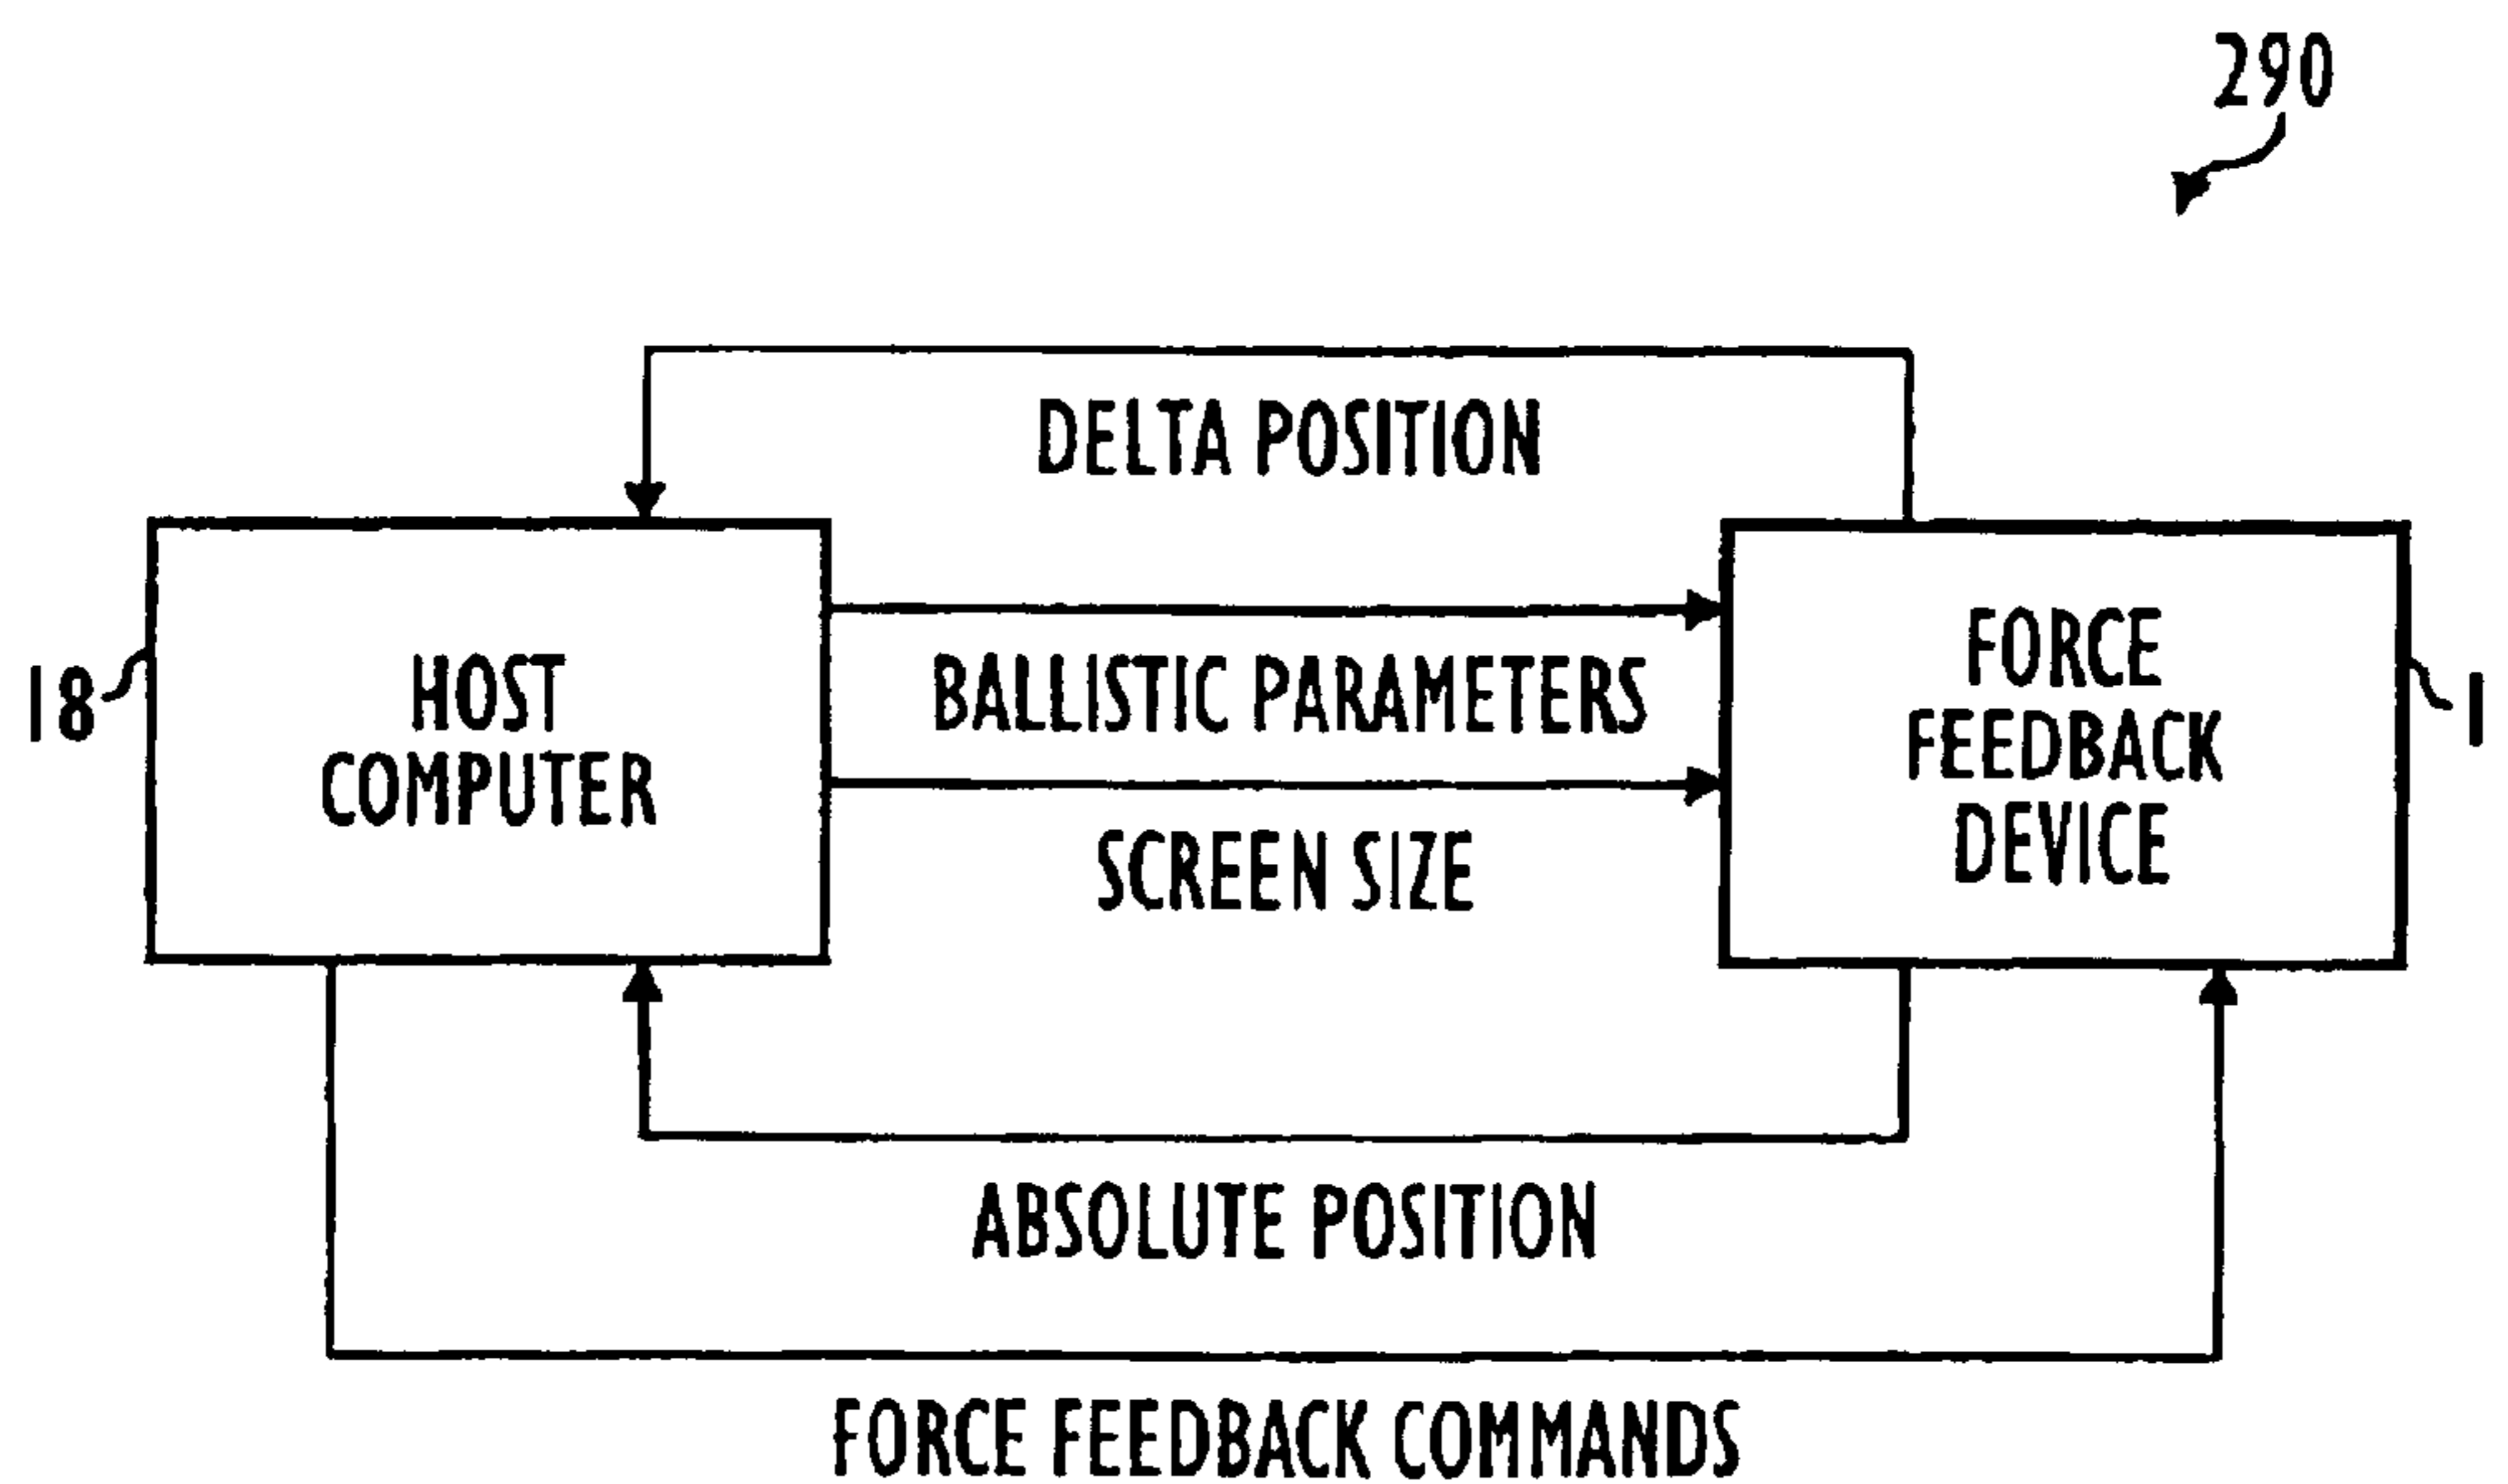 290
DELTA POSITION
18
HOST
COMPUTER
BALLISTIC PARAMETERS
SCREEN SIZE
FORCE
FEEDBACK
DEVICE
1
ABSOLUTE POSITION
FORCE FEEDBACK COMMANDS